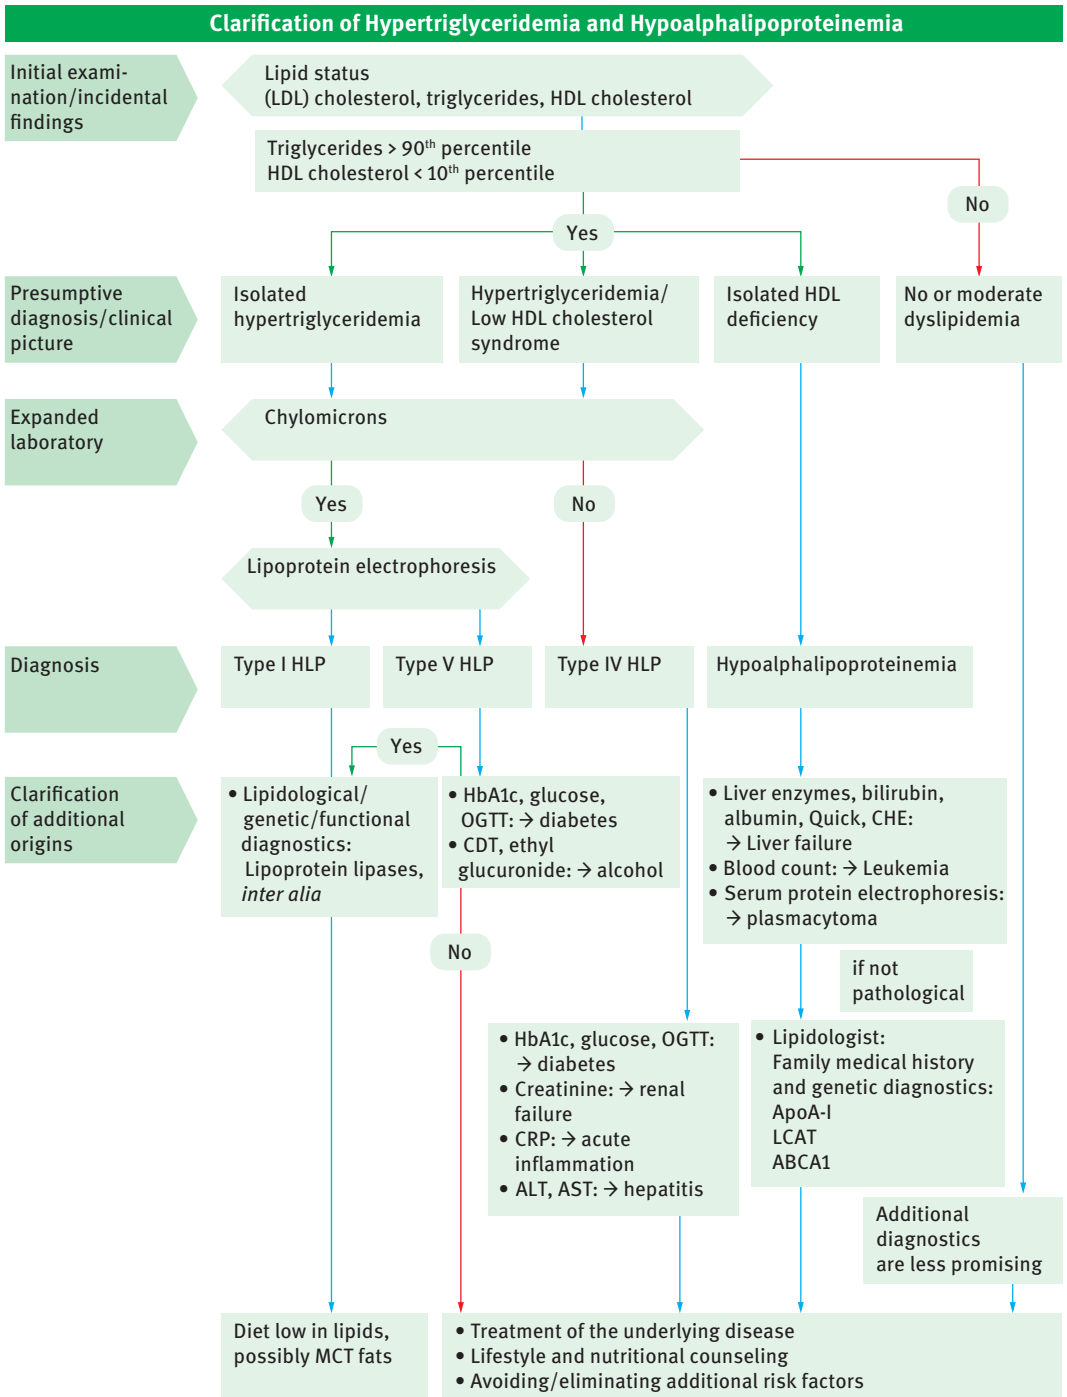 Clarification of Hypertriglyceridemia and Hypoalphalipoproteinemia
Initial exami-
nation/incidental
findings
Lipid status
(LDL) cholesterol, triglycerides, HDL cholesterol
Triglycerides > 90th percentile
HDL cholesterol < 10th percentile
No
Yes
Presumptive
diagnosis/clinical
picture
Isolated
hypertriglyceridemia
Hypertriglyceridemia/
Low HDL cholesterol
syndrome
Isolated HDL
deficiency
No or moderate
dyslipidemia
Expanded
laboratory
Chylomicrons
Yes
No
Lipoprotein electrophoresis
Diagnosis
Type I HLP
Type V HLP
Type IV HLP
Hypoalphalipoproteinemia
Yes
Clarification
of additional
origins
• Lipidological/
genetic/functional
diagnostics:
Lipoprotein lipases,
inter alia
• HbA1c, glucose,
OGTT: → diabetes
• CDT, ethyl
glucuronide: → alcohol
• Liver enzymes, bilirubin,
albumin, Quick, CHE:
→ Liver failure
• Blood count: → Leukemia
• Serum protein electrophoresis:
→ plasmacytoma
No
if not
pathological
• HbA1c, glucose, OGTT:
→ diabetes
• Creatinine: → renal
failure
• CRP: → acute
inflammation
• ALT, AST: → hepatitis
• Lipidologist:
Family medical history
and genetic diagnostics:
ApoA-I
LCAT
ABCA1
Additional
diagnostics
are less promising
Diet low in lipids,
possibly MCT fats
• Treatment of the underlying disease
• Lifestyle and nutritional counseling
• Avoiding/eliminating additional risk factors